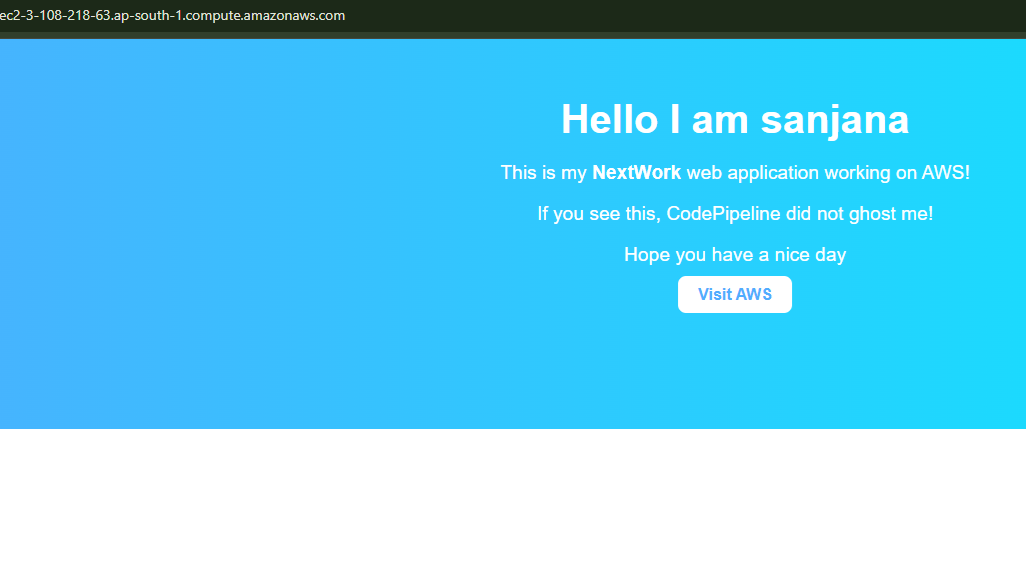 ec2-3-108-218-63.ap-south-1.compute.amazonaws.com
Hello I am sanjana
This is my NextWork web application working on AWS!
If you see this, CodePipeline did not ghost me!
Hope you have a nice day
Visit AWS